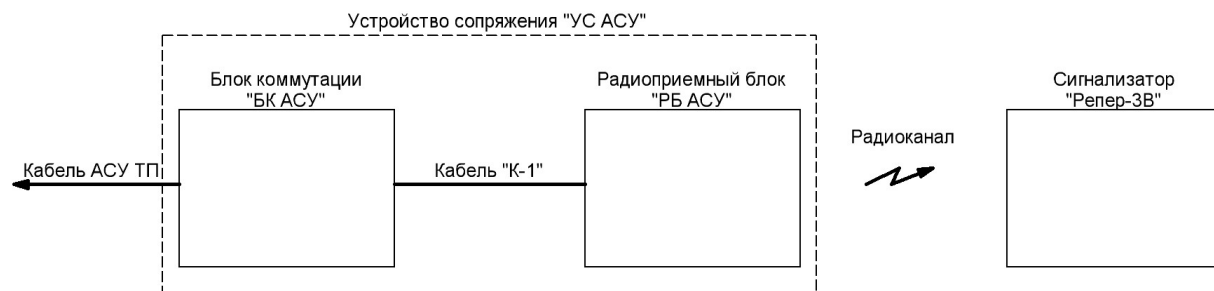 Устройство сопряжения "УС АСУ"
Блок коммутации
"БК АСУ"
Радиоприемный блок
"РБ АСУ"
Сигнализатор
"Репер-3В"
Радиоканал
Кабель АСУ ТП
Кабель "К-1"